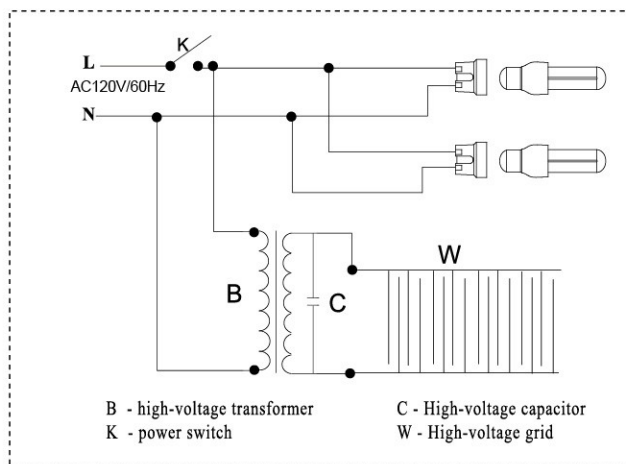 K
L
AC120V/60Hz
N
W
B
C
B - high-voltage transformer
C - High-voltage capacitor
K - power switch
W - High-voltage grid